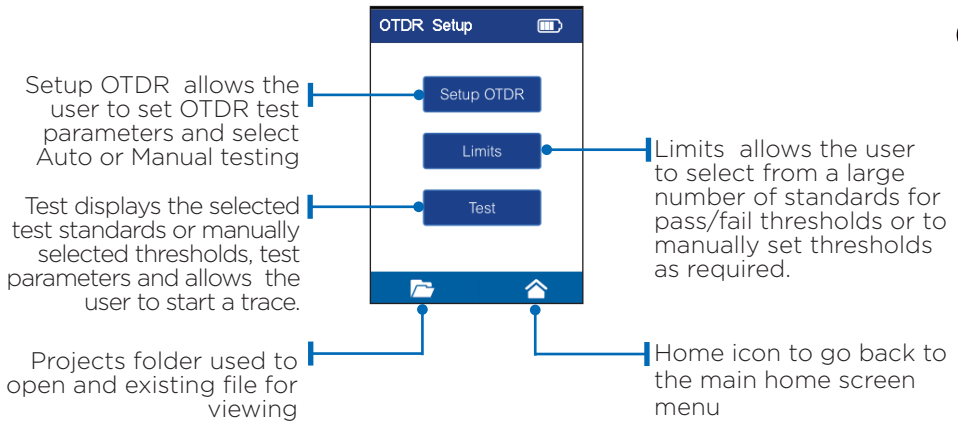 OTDR Setup
Setup OTDR
Limits
Test
Setup OTDR allows the
user to set OTDR test
parameters and select
Auto or Manual testing
Test displays the selected
test standards or manually
selected thresholds, test
parameters and allows the
user to start a trace.
Projects folder used to
open and existing file for
viewing
Limits allows the user
to select from a large
number of standards for
pass/fail thresholds or to
manually set thresholds
as required.
Home icon to go back to
the main home screen
menu